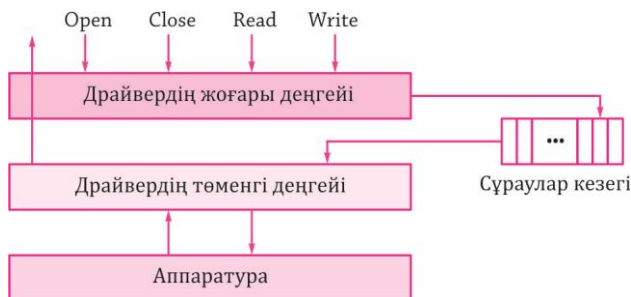 Open Close Read Write
Драйвердің жоғары деңгейі
...
Драйвердің төменгі деңгейі
Сұраулар кезегі
Аппаратура